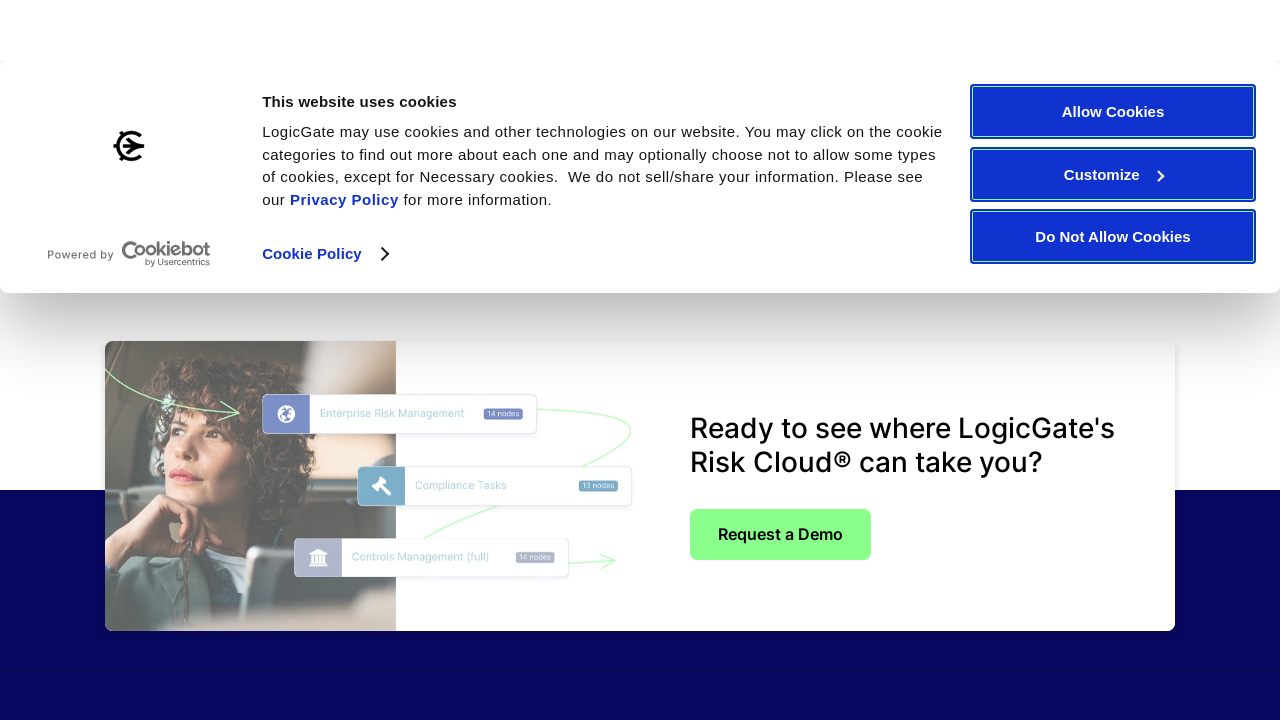 This website uses cookies
LogicGate may use cookies and other technologies on our website. You may click on the cookie
categories to find out more about each one and may optionally choose not to allow some types
of cookies, except for Necessary cookies.  We do not sell/share your information. Please see
our Privacy Policy for more information.
Cookie Policy
Powered by Cookiebot
by Usercentrics
Allow Cookies
Customize
Do Not Allow Cookies
Enterprise Risk Management 14 nodes
Compliance Tasks 13 nodes
Controls Management (full) 14 nodes
Ready to see where LogicGate's
Risk Cloud® can take you?
Request a Demo